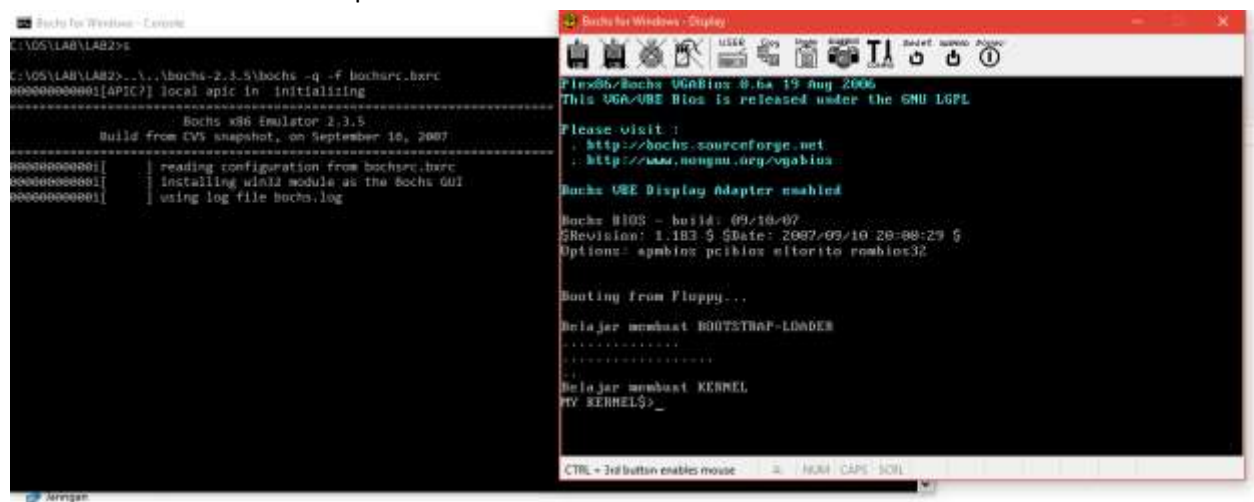 Bochs for Windows - Console
C:\OS\LAB\LAB2>s
C:\OS\LAB\LAB2>..\..\bochs-2.3.5\bochs -q -f bochsrc.bxrc
00000000000i[APIC?] local apic in initializing
Bochs x86 Emulator 2.3.5
Build from CVS snapshot, on September 16, 2007
00000000000i[ ] reading configuration from bochsrc.bxrc
00000000000i[ ] installing win32 module as the Bochs GUI
00000000000i[ ] using log file bochs.log
Jaringan
Bochs for Windows - Display
USER
Reset
Power
Plex86/Bochs VGABios 0.6a 19 Aug 2006
This VGA/VBE Bios is released under the GNU LGPL
Please visit :
. http://bochs.sourceforge.net
. http://www.nongnu.org/vgabios
Bochs VBE Display Adapter enabled
Bochs BIOS - build: 09/10/07
$Revision: 1.183 $ $Date: 2007/09/10 20:00:29 $
Options: apmbios pcibios eltorito rombios32
Booting from Floppy...
Belajar membuat BOOTSTRAP-LOADER
..............
..................
..
Belajar membuat KERNEL
MY KERNEL$>_
CTRL + 3rd button enables mouse A: NUM CAPS SCRL